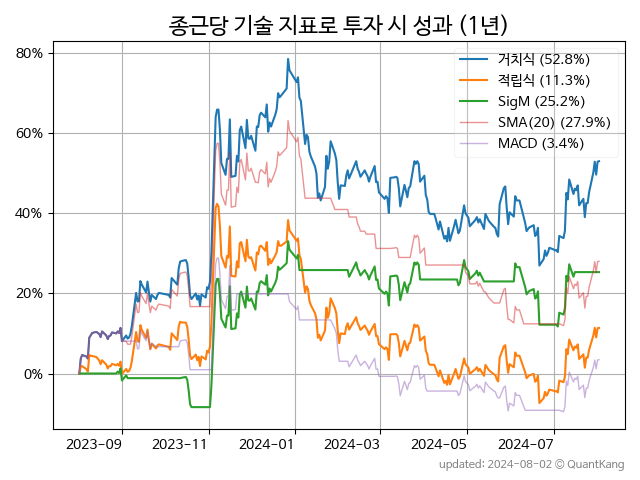 종근당 기술 지표로 투자 시 성과 (1년)
거치식 (52.8%)
적립식 (11.3%)
SigM (25.2%)
SMA(20) (27.9%)
MACD (3.4%)
80%
60%
40%
20%
0%
2023-09 2023-11 2024-01 2024-03 2024-05 2024-07
updated: 2024-08-02 © QuantKang